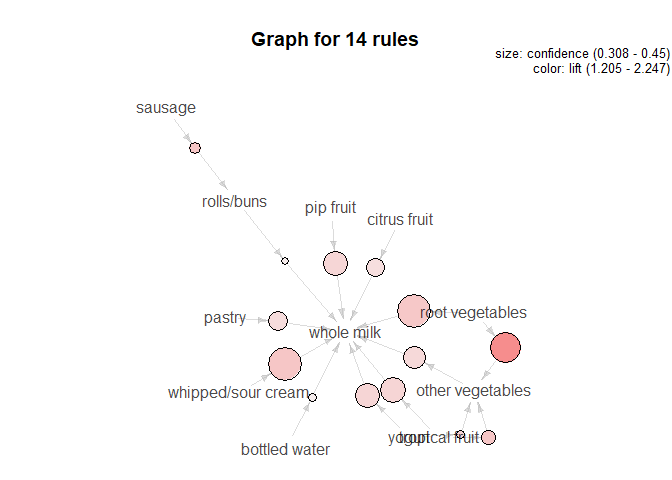 Graph for 14 rules
size: confidence (0.308 - 0.45)
color: lift (1.205 - 2.247)
sausage
rolls/buns
pip fruit
citrus fruit
pastry
root vegetables
whole milk
whipped/sour cream
other vegetables
yogurt
tropical fruit
bottled water